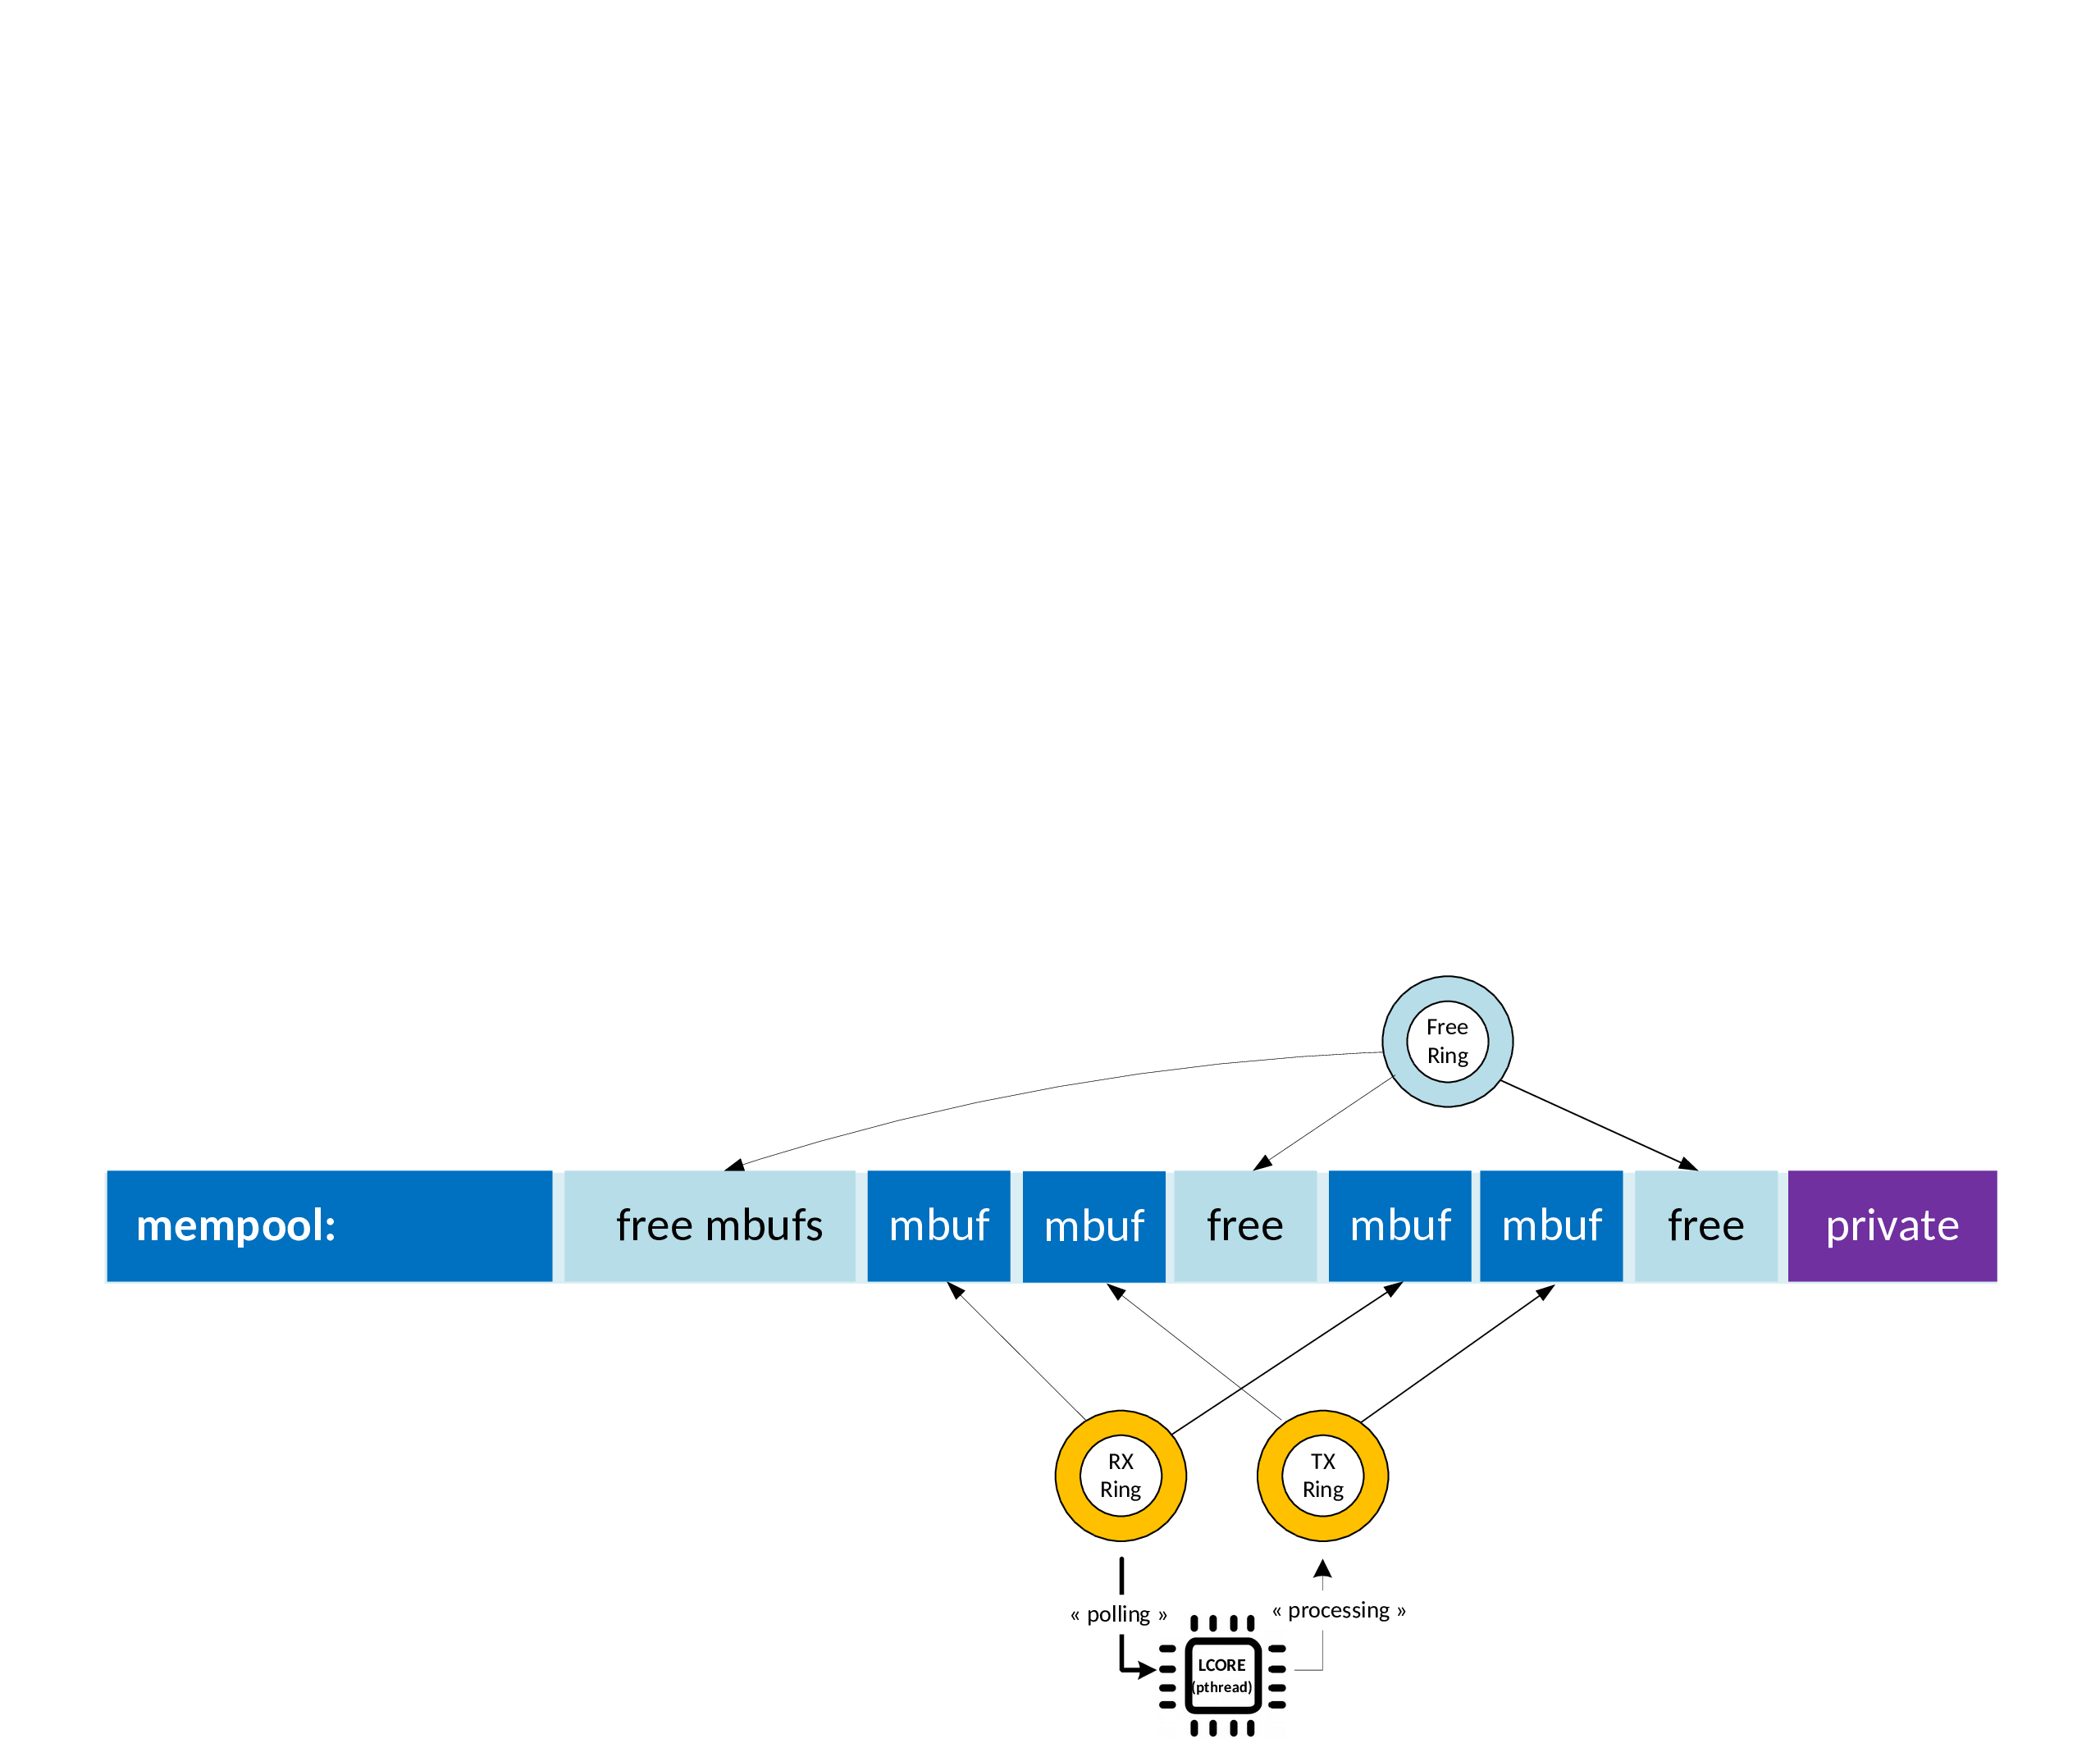 Free
Ring
mempool:
free mbufs
mbuf
mbuf
free
mbuf
mbuf
free
private
RX
Ring
TX
Ring
« polling »
« processing »
LCORE
(pthread)